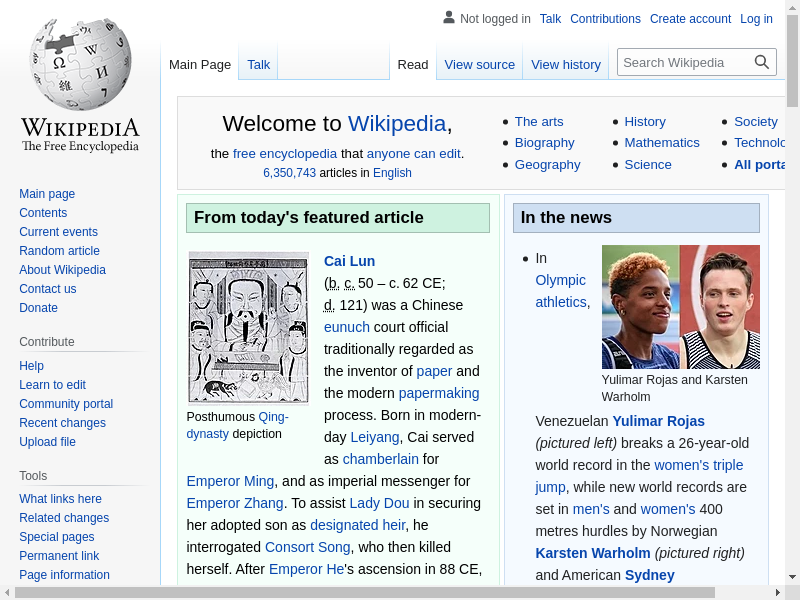 Not logged in Talk Contributions Create account Log in
Main Page Talk Read View source View history Search Wikipedia
WIKIPEDIA
The Free Encyclopedia
Main page
Contents
Current events
Random article
About Wikipedia
Contact us
Donate
Contribute
Help
Learn to edit
Community portal
Recent changes
Upload file
Tools
What links here
Related changes
Special pages
Permanent link
Page information
Welcome to Wikipedia,
the free encyclopedia that anyone can edit.
6,350,743 articles in English
The arts
Biography
Geography
History
Mathematics
Science
Society
Technolo
All porta
From today's featured article
Posthumous Qing-
dynasty depiction
Cai Lun
(b. c. 50 – c. 62 CE;
d. 121) was a Chinese
eunuch court official
traditionally regarded as
the inventor of paper and
the modern papermaking
process. Born in modern-
day Leiyang, Cai served
as chamberlain for
Emperor Ming, and as imperial messenger for
Emperor Zhang. To assist Lady Dou in securing
her adopted son as designated heir, he
interrogated Consort Song, who then killed
herself. After Emperor He's ascension in 88 CE,
In the news
In
Olympic
athletics,
Yulimar Rojas and Karsten
Warholm
Venezuelan Yulimar Rojas
(pictured left) breaks a 26-year-old
world record in the women's triple
jump, while new world records are
set in men's and women's 400
metres hurdles by Norwegian
Karsten Warholm (pictured right)
and American Sydney